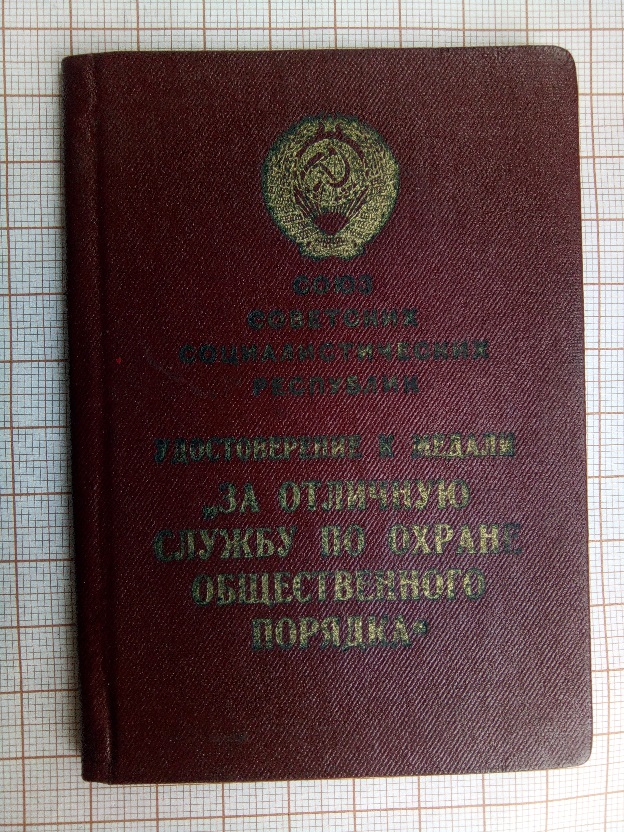 СОЮЗ
СОВЕТСКИХ
СОЦИАЛИСТИЧЕСКИХ
РЕСПУБЛИК
УДОСТОВЕРЕНИЕ К МЕДАЛИ
„ЗА ОТЛИЧНУЮ
СЛУЖБУ ПО ОХРАНЕ
ОБЩЕСТВЕННОГО
ПОРЯДКА“